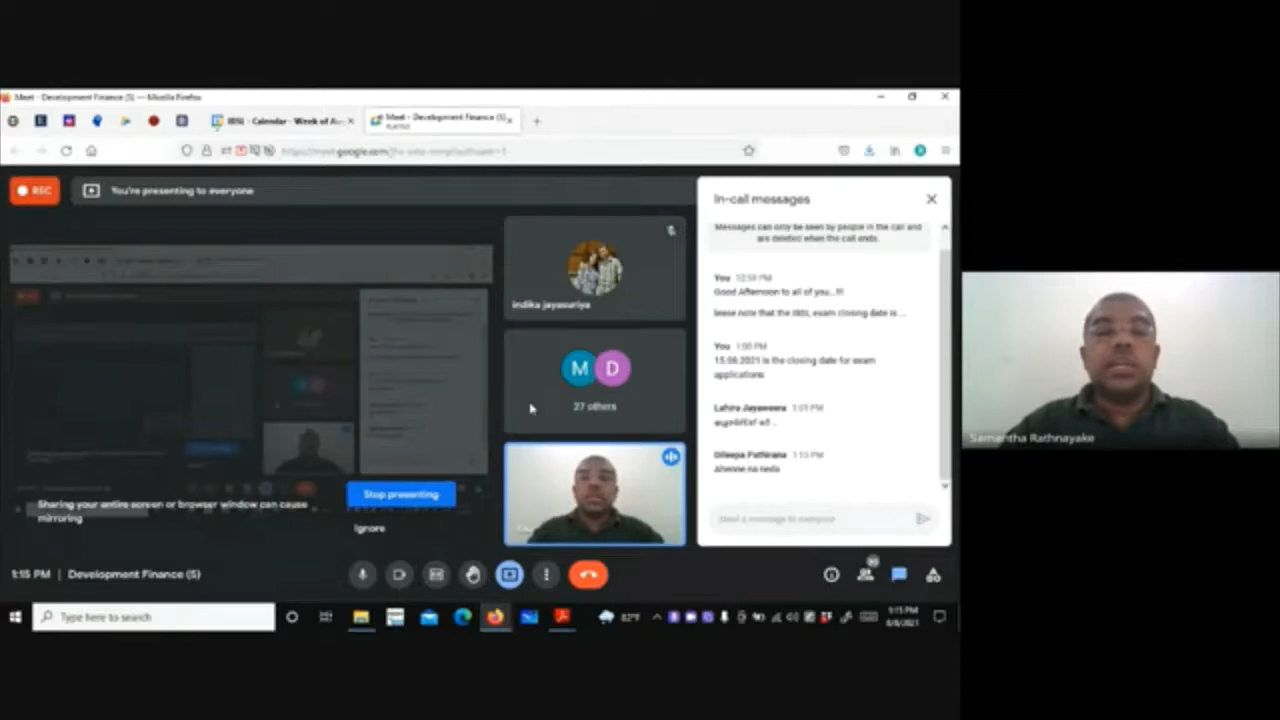 Meet - Development Finance (S) — Mozilla Firefox
IBSL - Calendar - Week of Au
Meet - Development Finance (S)
REC
You're presenting to everyone
In-call messages
Messages can only be seen by people in the call and
are deleted when the call ends.
indika jayasuriya
You 12:59 PM
Good Afternoon to all of you...!!!
lease note that the IBSL exam closing date is ...
You 1:00 PM
15.08.2021 is the closing date for exam
applications
M D
27 others
Lahiru Jayaweera 1:01 PM
Dileepa Pathirana 1:13 PM
Ahenne na neda
Samantha Rathnayake
Sharing your entire screen or browser window can cause
mirroring
Stop presenting
Ignore
Send a message to everyone
1:15 PM | Development Finance (S)
Type here to search
82°F
1:15 PM
8/8/2021